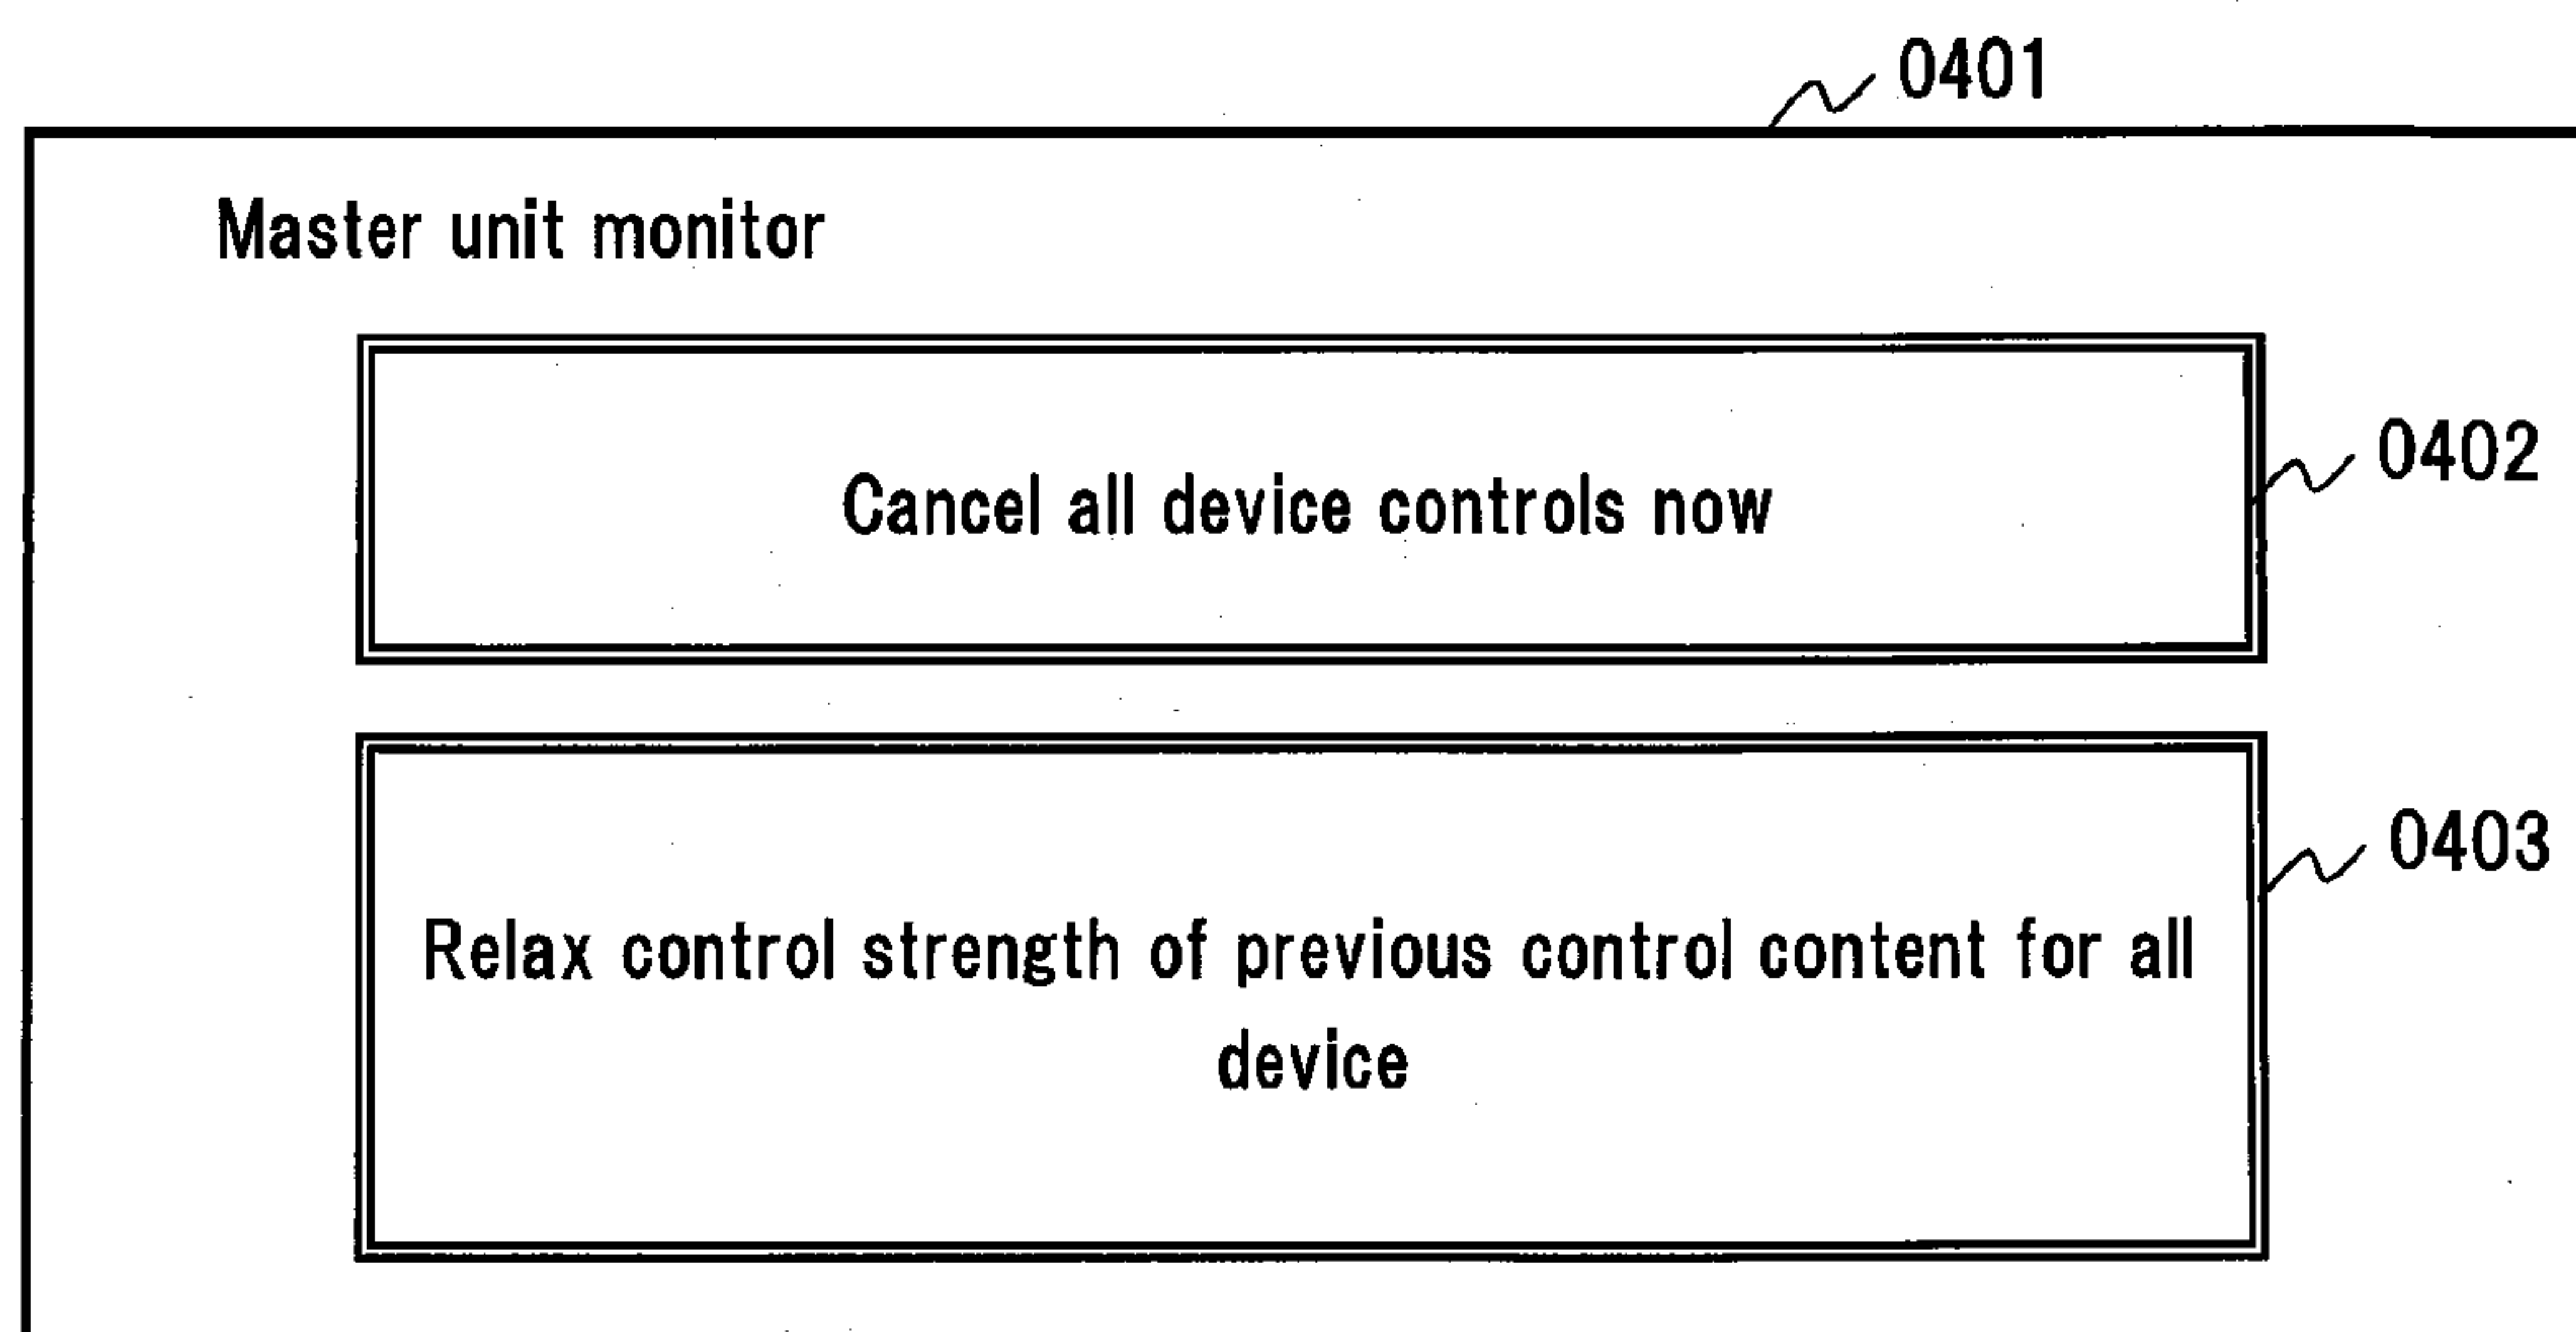 0401
Master unit monitor
Cancel all device controls now
0402
0403
Relax control strength of previous control content for all
device